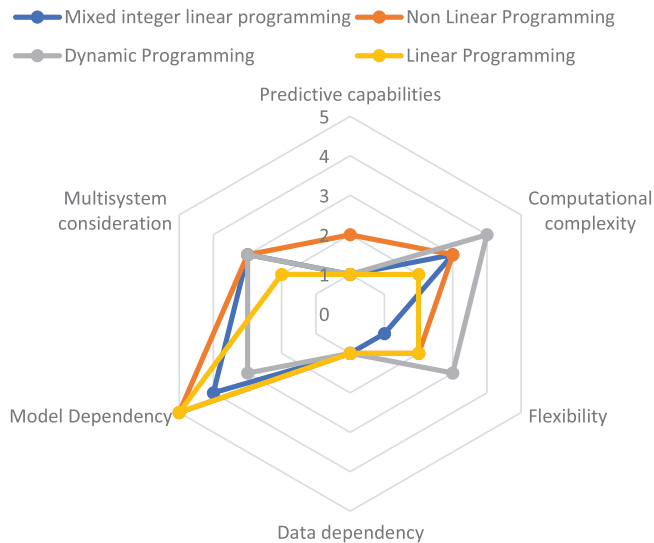 Mixed integer linear programming
Non Linear Programming
Dynamic Programming
Linear Programming
Predictive capabilities
5
4
3
2
1
0
Computational
complexity
Flexibility
Data dependency
Model Dependency
Multisystem
consideration